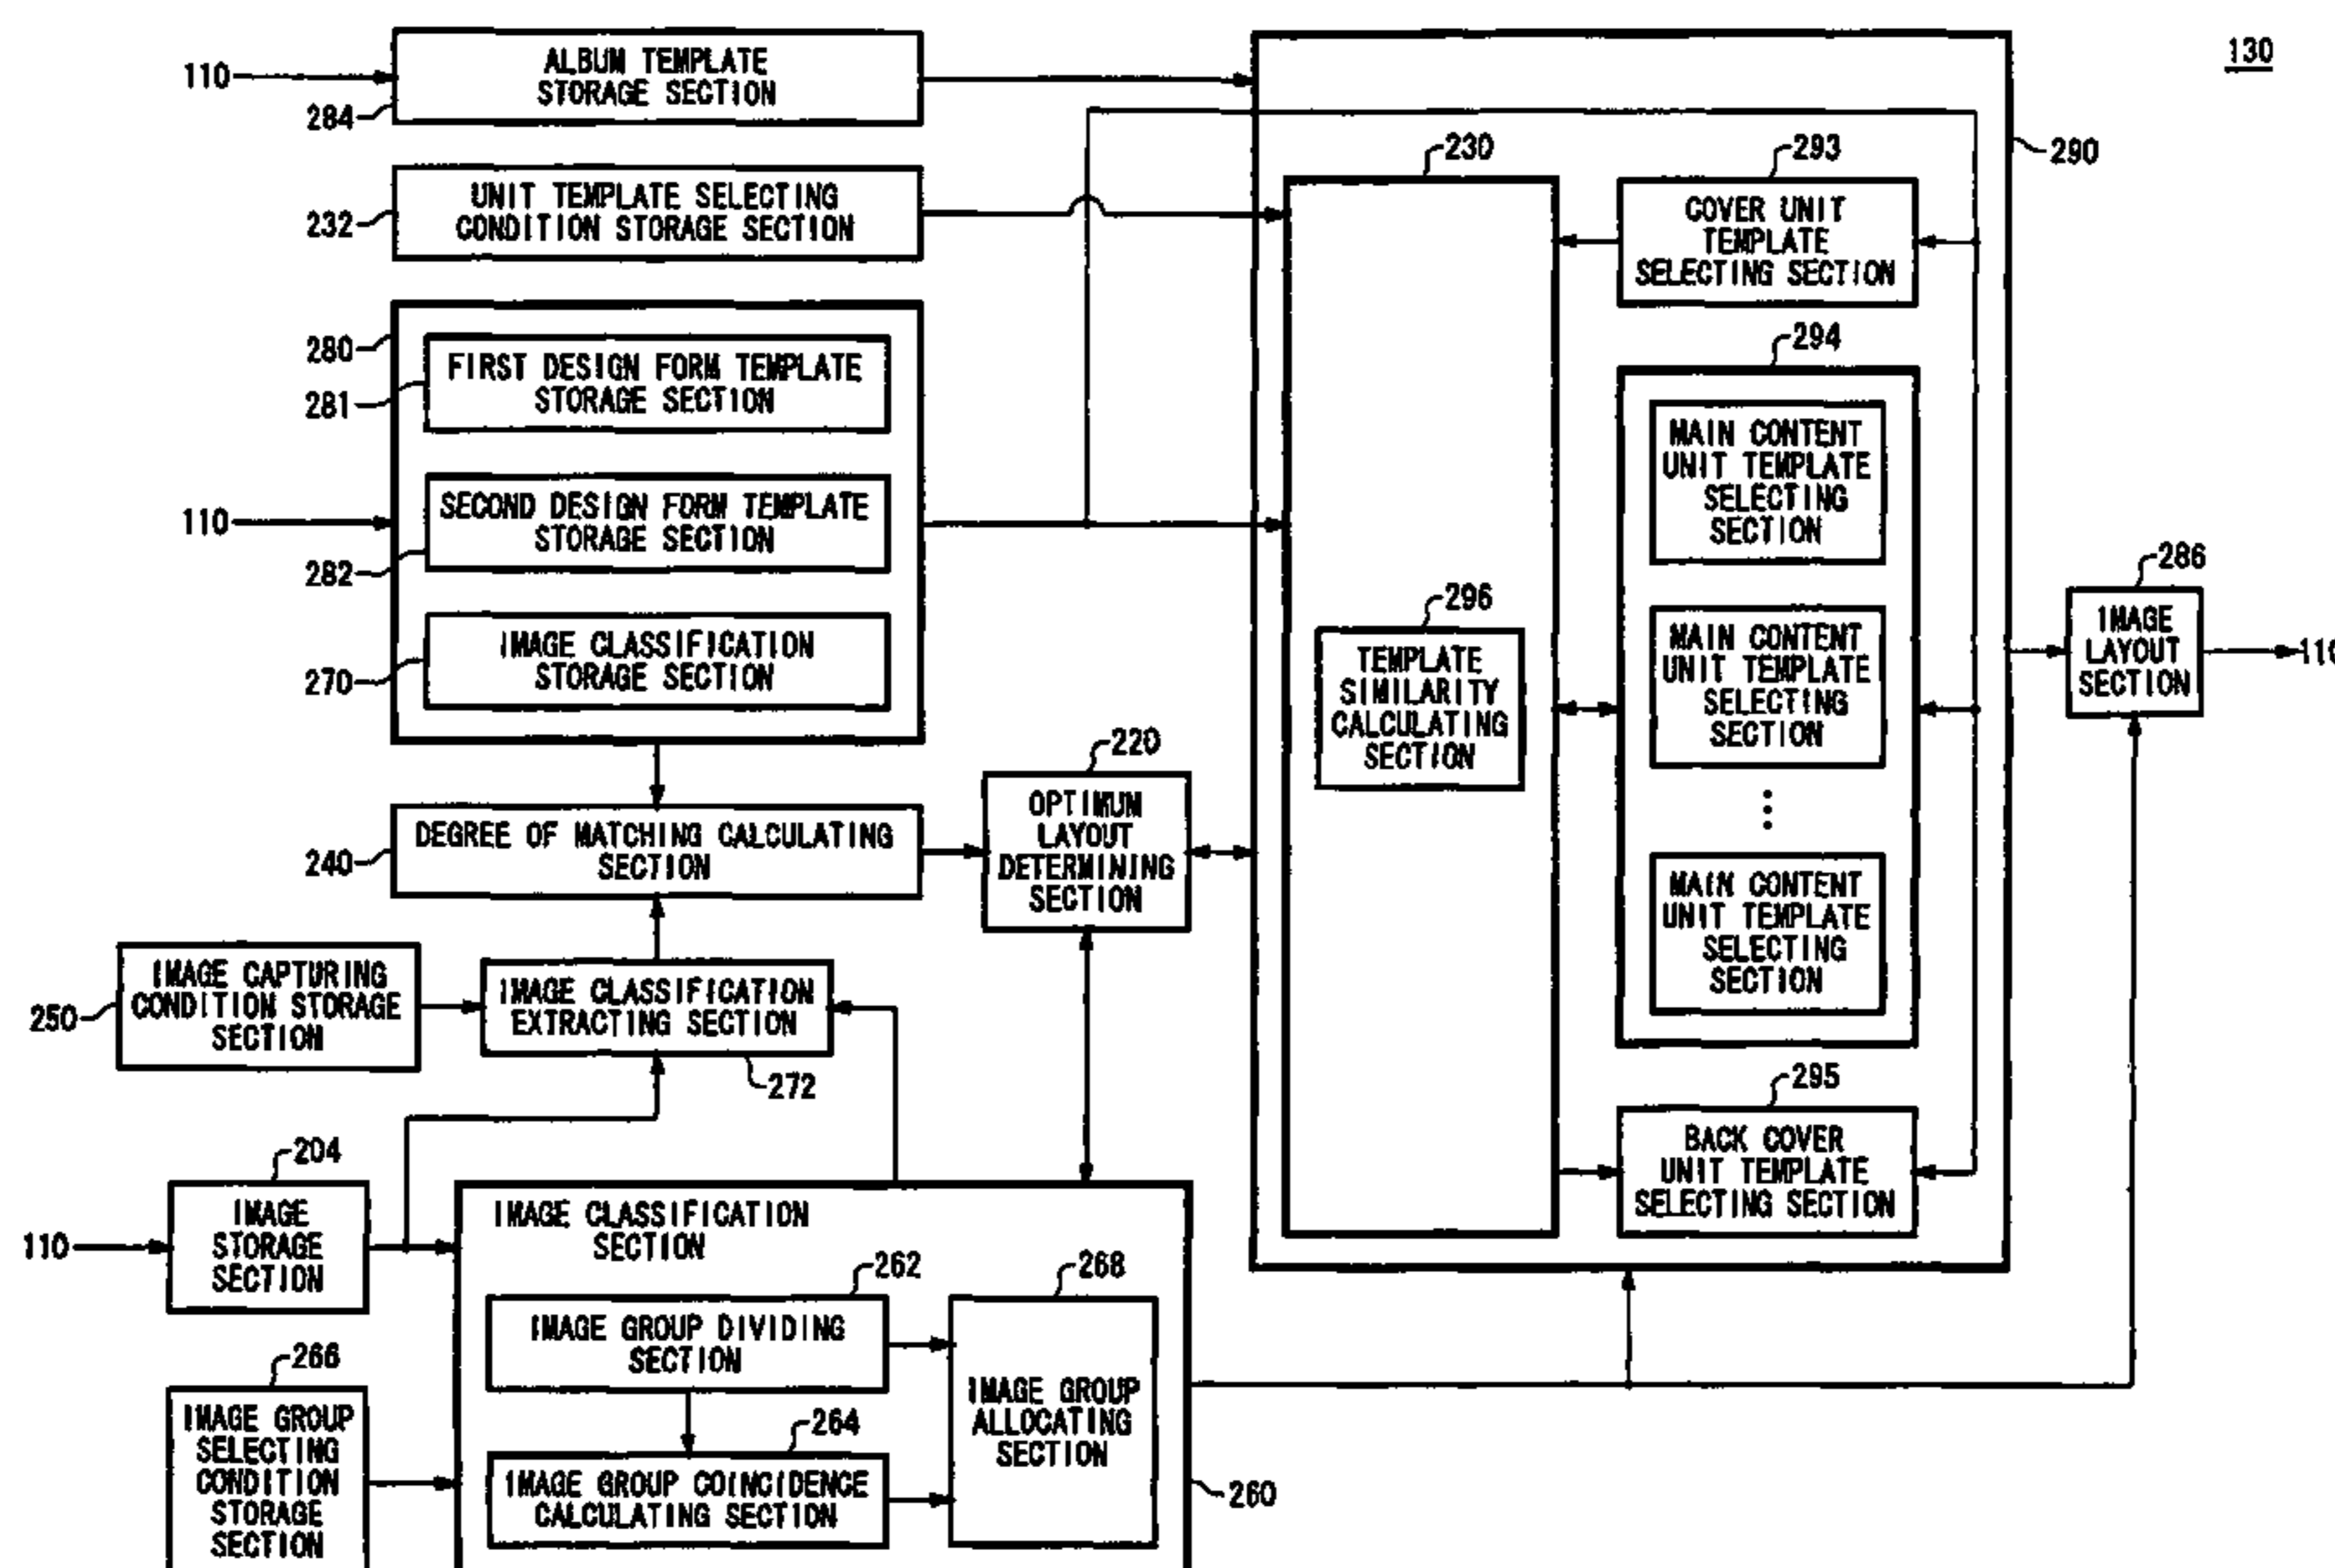 130
110
ALBUM TEMPLATE
STORAGE SECTION
284
UNIT TEMPLATE SELECTING
CONDITION STORAGE SECTION
232
280
FIRST DESIGN FORM TEMPLATE
STORAGE SECTION
281
110
SECOND DESIGN FORM TEMPLATE
STORAGE SECTION
282
IMAGE CLASSIFICATION
STORAGE SECTION
270
DEGREE OF MATCHING CALCULATING
SECTION
240
220
OPTIMUM
LAYOUT
DETERMINING
SECTION
IMAGE CAPTURING
CONDITION STORAGE
SECTION
250
IMAGE CLASSIFICATION
EXTRACTING SECTION
272
204
110
IMAGE
STORAGE
SECTION
266
IMAGE GROUP
SELECTING
CONDITION
STORAGE
SECTION
IMAGE CLASSIFICATION
SECTION
262
IMAGE GROUP DIVIDING
SECTION
264
IMAGE GROUP COINCIDENCE
CALCULATING SECTION
268
IMAGE GROUP
ALLOCATING
SECTION
260
290
230
296
TEMPLATE
SIMILARITY
CALCULATING
SECTION
293
COVER UNIT
TEMPLATE
SELECTING SECTION
294
MAIN CONTENT
UNIT TEMPLATE
SELECTING
SECTION
MAIN CONTENT
UNIT TEMPLATE
SELECTING
SECTION
⋮
MAIN CONTENT
UNIT TEMPLATE
SELECTING
SECTION
295
BACK COVER
UNIT TEMPLATE
SELECTING SECTION
286
IMAGE
LAYOUT
SECTION
110